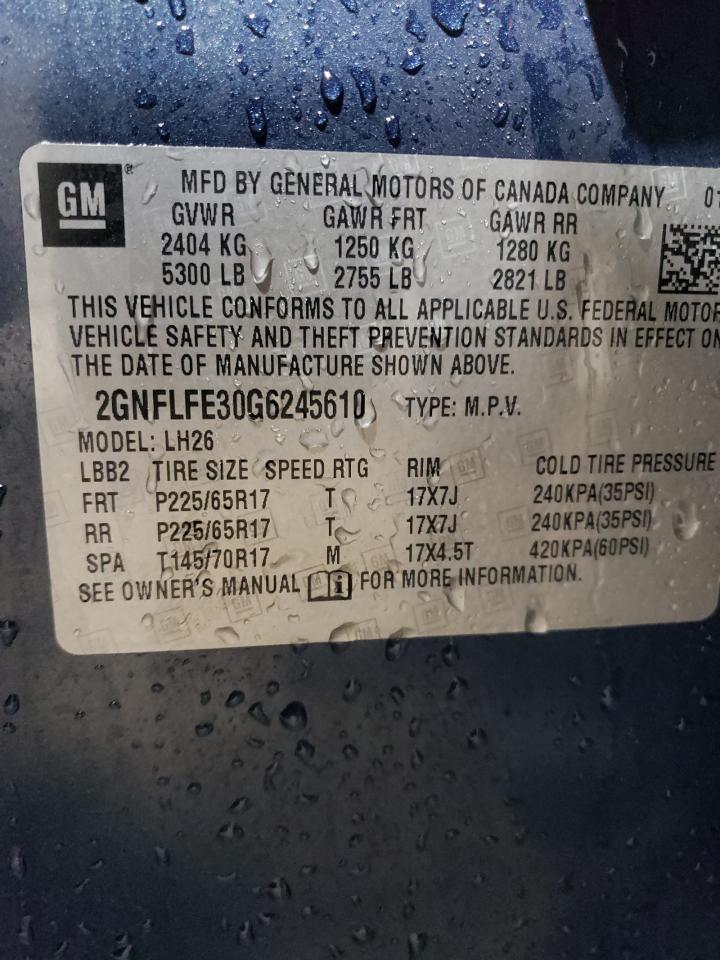 GM ® MFD BY GENERAL MOTORS OF CANADA COMPANY 01
GVWR GAWR FRT GAWR RR
2404 KG 1250 KG 1280 KG
5300 LB 2755 LB 2821 LB
THIS VEHICLE CONFORMS TO ALL APPLICABLE U.S. FEDERAL MOTOR
VEHICLE SAFETY AND THEFT PREVENTION STANDARDS IN EFFECT ON
THE DATE OF MANUFACTURE SHOWN ABOVE.
2GNFLFE30G6245610 TYPE: M.P.V.
MODEL: LH26
LBB2 TIRE SIZE SPEED RTG RIM COLD TIRE PRESSURE
FRT P225/65R17 T 17X7J 240KPA(35PSI)
RR P225/65R17 T 17X7J 240KPA(35PSI)
SPA T145/70R17 M 17X4.5T 420KPA(60PSI)
SEE OWNER'S MANUAL i FOR MORE INFORMATION.